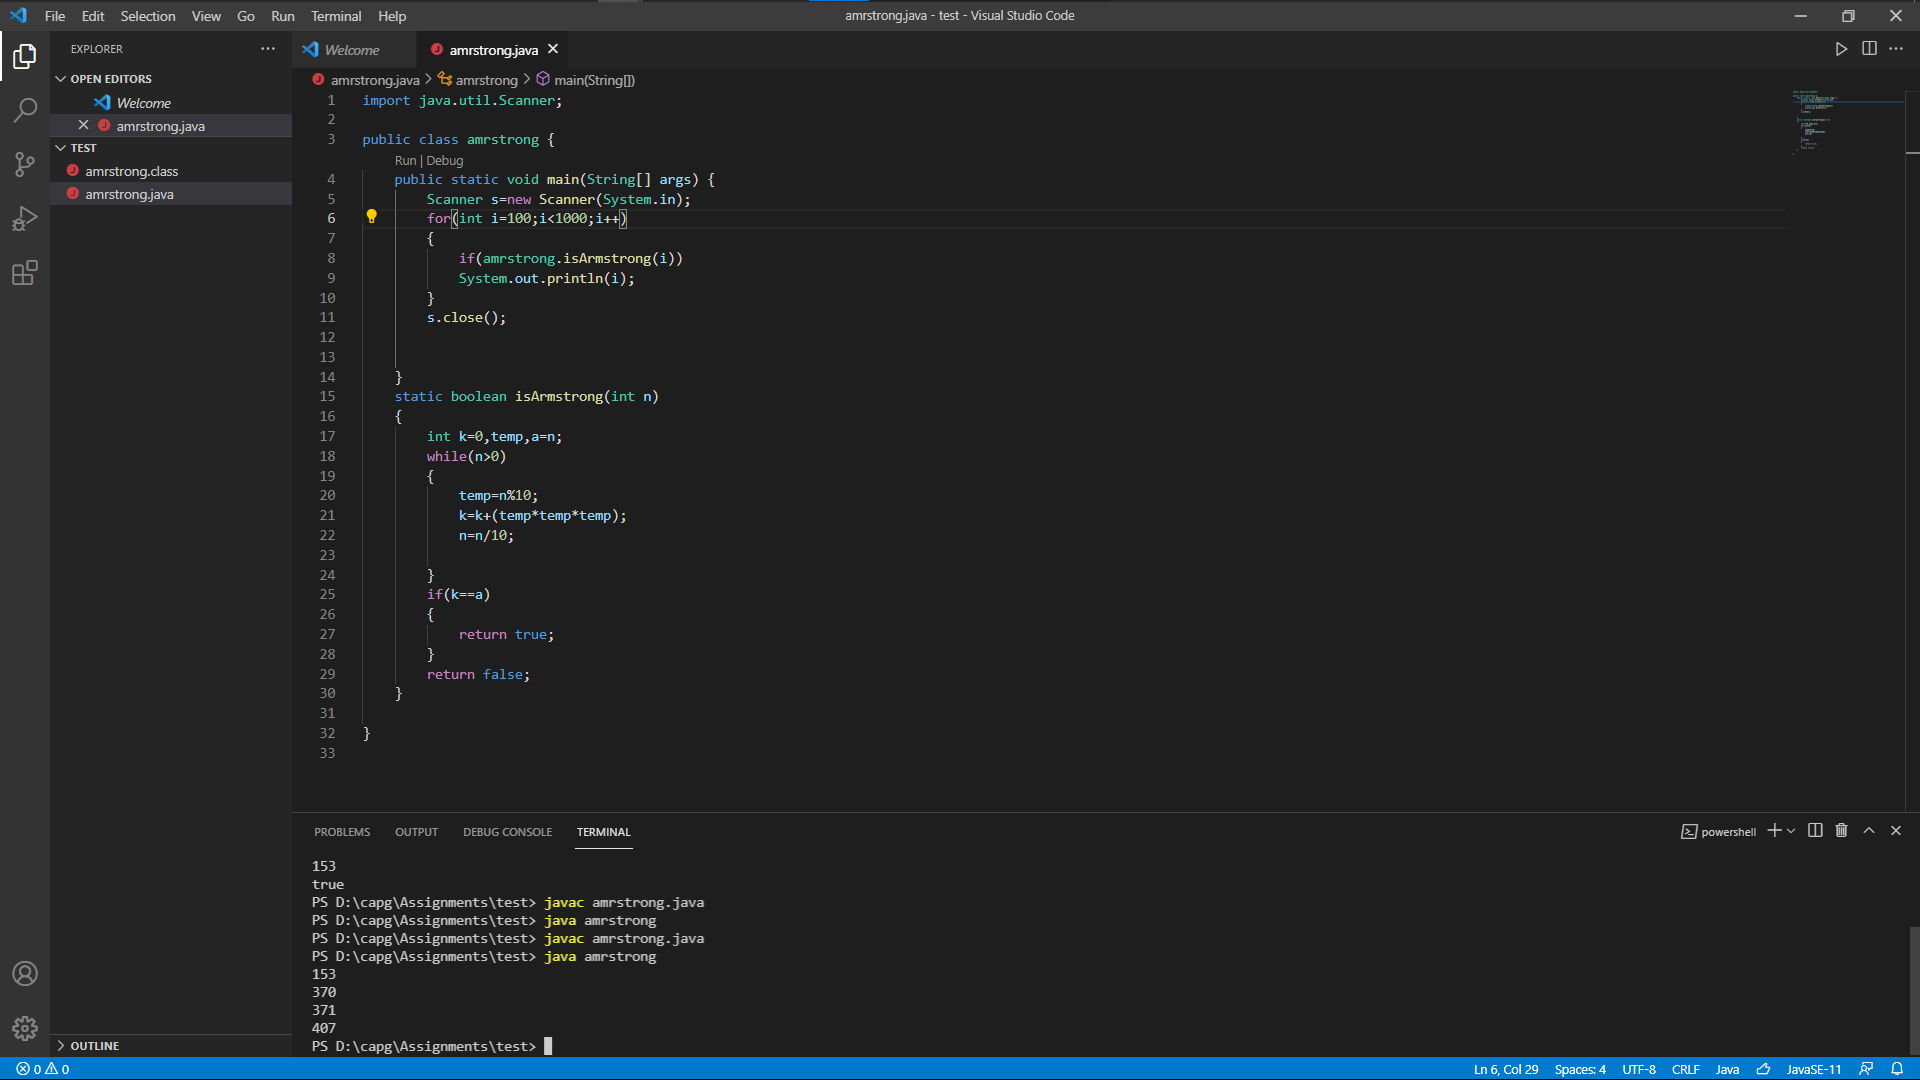 File Edit Selection View Go Run Terminal Help
amrstrong.java - test - Visual Studio Code
EXPLORER
OPEN EDITORS
Welcome
amrstrong.java
TEST
amrstrong.class
amrstrong.java
OUTLINE
Welcome amrstrong.java
amrstrong.java > amrstrong > main(String[])
1 import java.util.Scanner;
2
3 public class amrstrong {
Run | Debug
4 public static void main(String[] args) {
5 Scanner s=new Scanner(System.in);
6 for(int i=100;i<1000;i++)
7 {
8 if(amrstrong.isArmstrong(i))
9 System.out.println(i);
10 }
11 s.close();
12
13
14 }
15 static boolean isArmstrong(int n)
16 {
17 int k=0,temp,a=n;
18 while(n>0)
19 {
20 temp=n%10;
21 k=k+(temp*temp*temp);
22 n=n/10;
23
24 }
25 if(k==a)
26 {
27 return true;
28 }
29 return false;
30 }
31
32 }
33
PROBLEMS OUTPUT DEBUG CONSOLE TERMINAL
powershell
153
true
PS D:\capg\Assignments\test> javac amrstrong.java
PS D:\capg\Assignments\test> java amrstrong
PS D:\capg\Assignments\test> javac amrstrong.java
PS D:\capg\Assignments\test> java amrstrong
153
370
371
407
PS D:\capg\Assignments\test>
0 0
Ln 6, Col 29 Spaces: 4 UTF-8 CRLF Java JavaSE-11